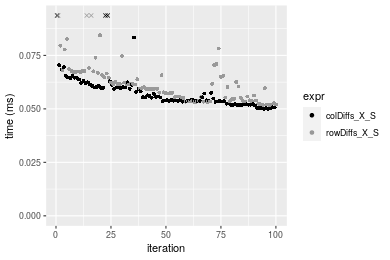 0.075
0.050
0.025
0.000
time (ms)
0
25
50
75
100
iteration
expr
colDiffs_X_S
rowDiffs_X_S